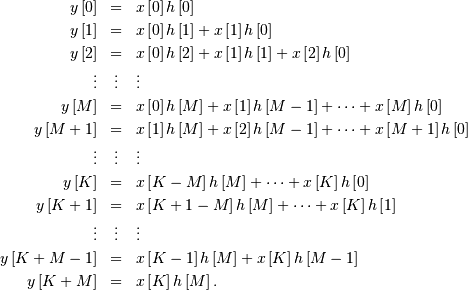 y[0] = x[0]h[0]
y[1] = x[0]h[1] + x[1]h[0]
y[2] = x[0]h[2] + x[1]h[1] + x[2]h[0]
⋮ ⋮ ⋮
y[M] = x[0]h[M] + x[1]h[M − 1] + ⋯ + x[M]h[0]
y[M + 1] = x[1]h[M] + x[2]h[M − 1] + ⋯ + x[M + 1]h[0]
⋮ ⋮ ⋮
y[K] = x[K − M]h[M] + ⋯ + x[K]h[0]
y[K + 1] = x[K + 1 − M]h[M] + ⋯ + x[K]h[1]
⋮ ⋮ ⋮
y[K + M − 1] = x[K − 1]h[M] + x[K]h[M − 1]
y[K + M] = x[K]h[M].